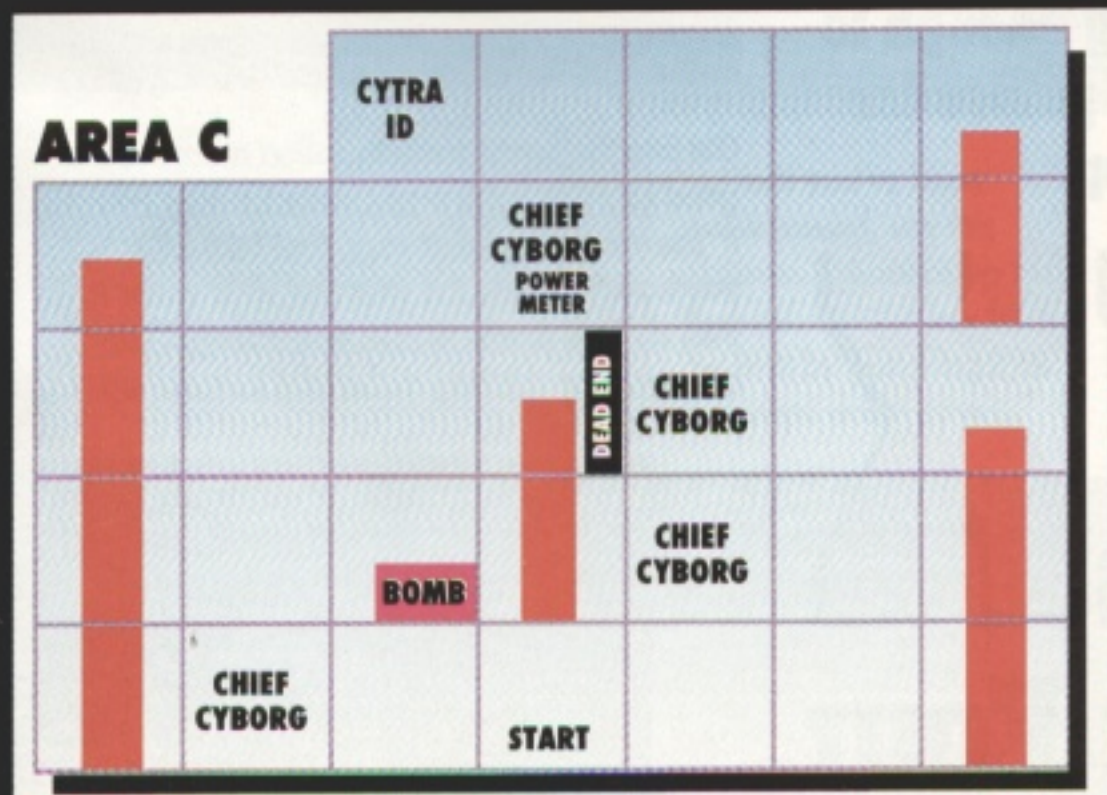 AREA C
CYTRA
ID
CHIEF
CYBORG
POWER
METER
DEAD END
CHIEF
CYBORG
BOMB
CHIEF
CYBORG
CHIEF
CYBORG
START